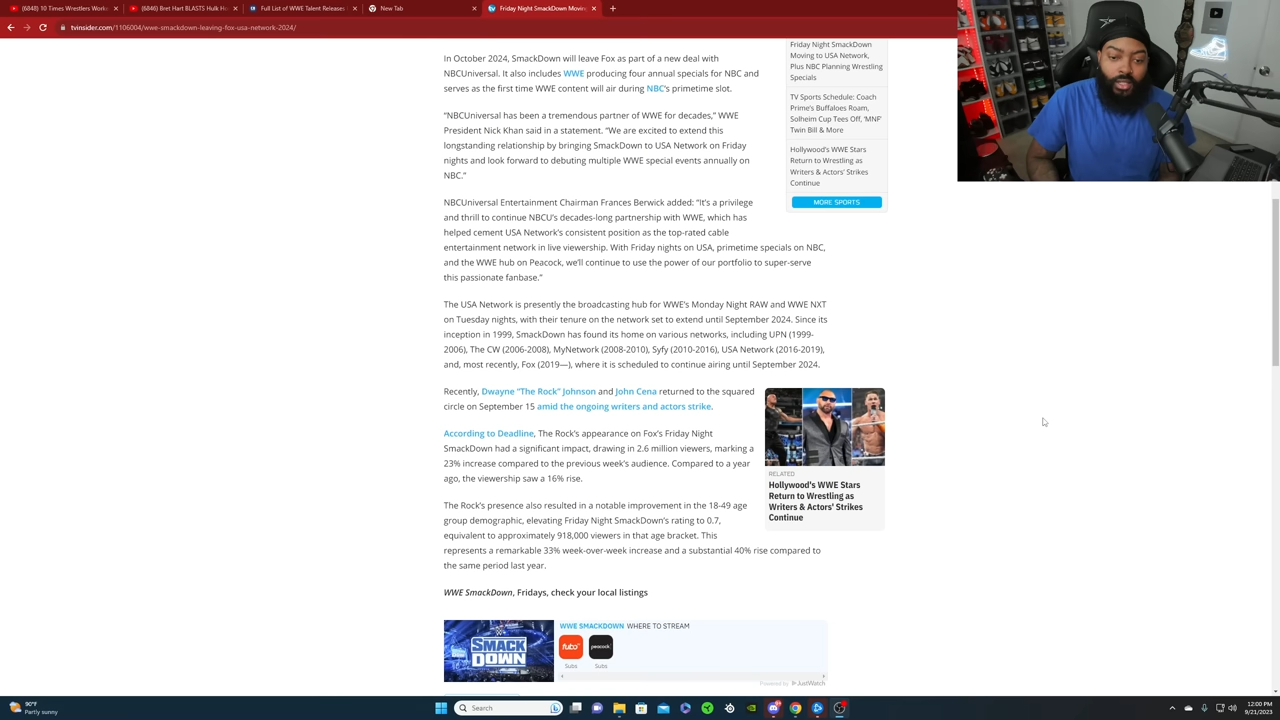 (6848) 10 Times Wrestlers Worke
(6846) Bret Hart BLASTS Hulk Ho
Full List of WWE Talent Releases
New Tab
Friday Night SmackDown Movin
tvinsider.com/1106004/wwe-smackdown-leaving-fox-usa-network-2024/
In October 2024, SmackDown will leave Fox as part of a new deal with
NBCUniversal. It also includes WWE producing four annual specials for NBC and
serves as the first time WWE content will air during NBC's primetime slot.
"NBCUniversal has been a tremendous partner of WWE for decades," WWE
President Nick Khan said in a statement. "We are excited to extend this
longstanding relationship by bringing SmackDown to USA Network on Friday
nights and look forward to debuting multiple WWE special events annually on
NBC."
NBCUniversal Entertainment Chairman Frances Berwick added: "It's a privilege
and thrill to continue NBCU's decades-long partnership with WWE, which has
helped cement USA Network's consistent position as the top-rated cable
entertainment network in live viewership. With Friday nights on USA, primetime specials on NBC,
and the WWE hub on Peacock, we'll continue to use the power of our portfolio to super-serve
this passionate fanbase."
The USA Network is presently the broadcasting hub for WWE's Monday Night RAW and WWE NXT
on Tuesday nights, with their tenure on the network set to extend until September 2024. Since its
inception in 1999, SmackDown has found its home on various networks, including UPN (1999-
2006), The CW (2006-2008), MyNetwork (2008-2010), Syfy (2010-2016), USA Network (2016-2019),
and, most recently, Fox (2019—), where it is scheduled to continue airing until September 2024.
Recently, Dwayne "The Rock" Johnson and John Cena returned to the squared
circle on September 15 amid the ongoing writers and actors strike.
According to Deadline, The Rock's appearance on Fox's Friday Night
SmackDown had a significant impact, drawing in 2.6 million viewers, marking a
23% increase compared to the previous week's audience. Compared to a year
ago, the viewership saw a 16% rise.
The Rock's presence also resulted in a notable improvement in the 18-49 age
group demographic, elevating Friday Night SmackDown's rating to 0.7,
equivalent to approximately 918,000 viewers in that age bracket. This
represents a remarkable 33% week-over-week increase and a substantial 40% rise compared to
the same period last year.
WWE SmackDown, Fridays, check your local listings
SMACK
DOWN
WWE SMACKDOWN WHERE TO STREAM
fubo
peacock
Subs
Subs
Powered by JustWatch
Friday Night SmackDown
Moving to USA Network,
Plus NBC Planning Wrestling
Specials
TV Sports Schedule: Coach
Prime's Buffaloes Roam,
Solheim Cup Tees Off, 'MNF'
Twin Bill & More
Hollywood's WWE Stars
Return to Wrestling as
Writers & Actors' Strikes
Continue
MORE SPORTS
RELATED
Hollywood's WWE Stars
Return to Wrestling as
Writers & Actors' Strikes
Continue
90°F
Partly sunny
Search
12:00 PM
9/21/2023